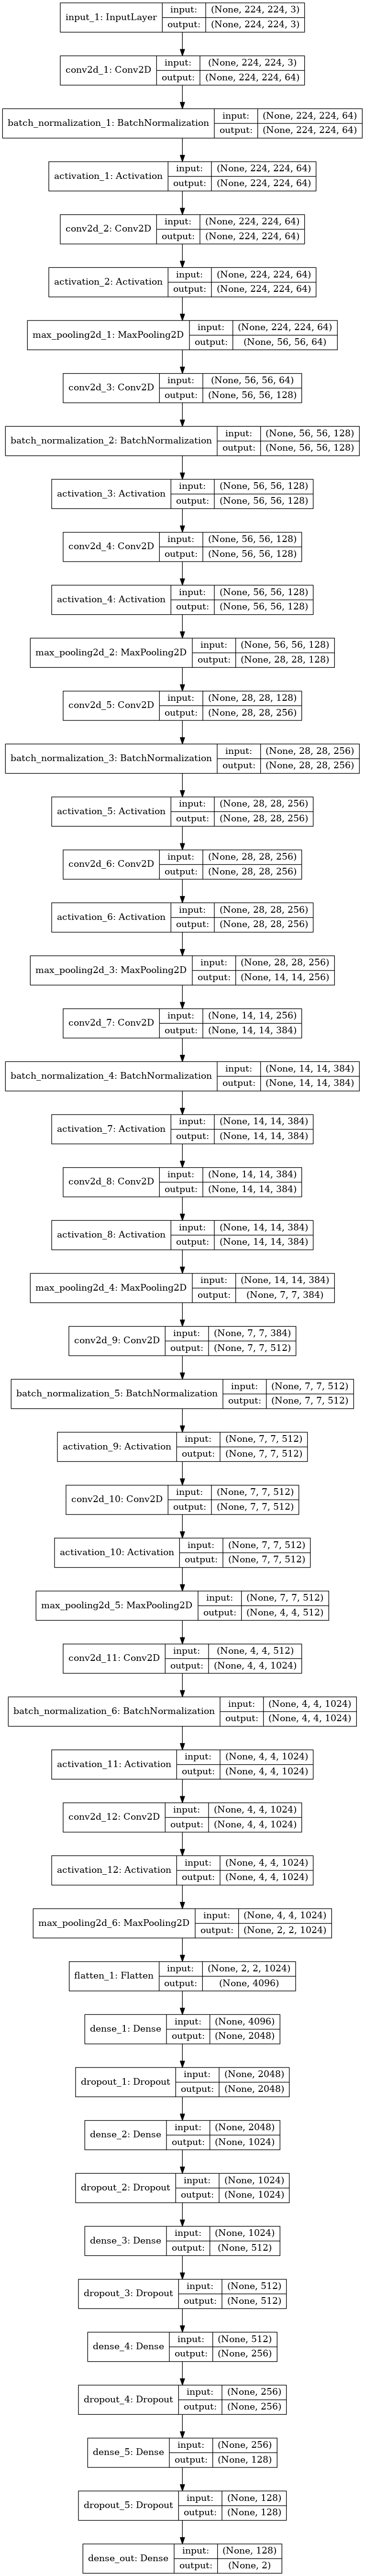 input_1: InputLayer
input: (None, 224, 224, 3)
output: (None, 224, 224, 3)
conv2d_1: Conv2D
input: (None, 224, 224, 3)
output: (None, 224, 224, 64)
batch_normalization_1: BatchNormalization
input: (None, 224, 224, 64)
output: (None, 224, 224, 64)
activation_1: Activation
input: (None, 224, 224, 64)
output: (None, 224, 224, 64)
conv2d_2: Conv2D
input: (None, 224, 224, 64)
output: (None, 224, 224, 64)
activation_2: Activation
input: (None, 224, 224, 64)
output: (None, 224, 224, 64)
max_pooling2d_1: MaxPooling2D
input: (None, 224, 224, 64)
output: (None, 56, 56, 64)
conv2d_3: Conv2D
input: (None, 56, 56, 64)
output: (None, 56, 56, 128)
batch_normalization_2: BatchNormalization
input: (None, 56, 56, 128)
output: (None, 56, 56, 128)
activation_3: Activation
input: (None, 56, 56, 128)
output: (None, 56, 56, 128)
conv2d_4: Conv2D
input: (None, 56, 56, 128)
output: (None, 56, 56, 128)
activation_4: Activation
input: (None, 56, 56, 128)
output: (None, 56, 56, 128)
max_pooling2d_2: MaxPooling2D
input: (None, 56, 56, 128)
output: (None, 28, 28, 128)
conv2d_5: Conv2D
input: (None, 28, 28, 128)
output: (None, 28, 28, 256)
batch_normalization_3: BatchNormalization
input: (None, 28, 28, 256)
output: (None, 28, 28, 256)
activation_5: Activation
input: (None, 28, 28, 256)
output: (None, 28, 28, 256)
conv2d_6: Conv2D
input: (None, 28, 28, 256)
output: (None, 28, 28, 256)
activation_6: Activation
input: (None, 28, 28, 256)
output: (None, 28, 28, 256)
max_pooling2d_3: MaxPooling2D
input: (None, 28, 28, 256)
output: (None, 14, 14, 256)
conv2d_7: Conv2D
input: (None, 14, 14, 256)
output: (None, 14, 14, 384)
batch_normalization_4: BatchNormalization
input: (None, 14, 14, 384)
output: (None, 14, 14, 384)
activation_7: Activation
input: (None, 14, 14, 384)
output: (None, 14, 14, 384)
conv2d_8: Conv2D
input: (None, 14, 14, 384)
output: (None, 14, 14, 384)
activation_8: Activation
input: (None, 14, 14, 384)
output: (None, 14, 14, 384)
max_pooling2d_4: MaxPooling2D
input: (None, 14, 14, 384)
output: (None, 7, 7, 384)
conv2d_9: Conv2D
input: (None, 7, 7, 384)
output: (None, 7, 7, 512)
batch_normalization_5: BatchNormalization
input: (None, 7, 7, 512)
output: (None, 7, 7, 512)
activation_9: Activation
input: (None, 7, 7, 512)
output: (None, 7, 7, 512)
conv2d_10: Conv2D
input: (None, 7, 7, 512)
output: (None, 7, 7, 512)
activation_10: Activation
input: (None, 7, 7, 512)
output: (None, 7, 7, 512)
max_pooling2d_5: MaxPooling2D
input: (None, 7, 7, 512)
output: (None, 4, 4, 512)
conv2d_11: Conv2D
input: (None, 4, 4, 512)
output: (None, 4, 4, 1024)
batch_normalization_6: BatchNormalization
input: (None, 4, 4, 1024)
output: (None, 4, 4, 1024)
activation_11: Activation
input: (None, 4, 4, 1024)
output: (None, 4, 4, 1024)
conv2d_12: Conv2D
input: (None, 4, 4, 1024)
output: (None, 4, 4, 1024)
activation_12: Activation
input: (None, 4, 4, 1024)
output: (None, 4, 4, 1024)
max_pooling2d_6: MaxPooling2D
input: (None, 4, 4, 1024)
output: (None, 2, 2, 1024)
flatten_1: Flatten
input: (None, 2, 2, 1024)
output: (None, 4096)
dense_1: Dense
input: (None, 4096)
output: (None, 2048)
dropout_1: Dropout
input: (None, 2048)
output: (None, 2048)
dense_2: Dense
input: (None, 2048)
output: (None, 1024)
dropout_2: Dropout
input: (None, 1024)
output: (None, 1024)
dense_3: Dense
input: (None, 1024)
output: (None, 512)
dropout_3: Dropout
input: (None, 512)
output: (None, 512)
dense_4: Dense
input: (None, 512)
output: (None, 256)
dropout_4: Dropout
input: (None, 256)
output: (None, 256)
dense_5: Dense
input: (None, 256)
output: (None, 128)
dropout_5: Dropout
input: (None, 128)
output: (None, 128)
dense_out: Dense
input: (None, 128)
output: (None, 2)